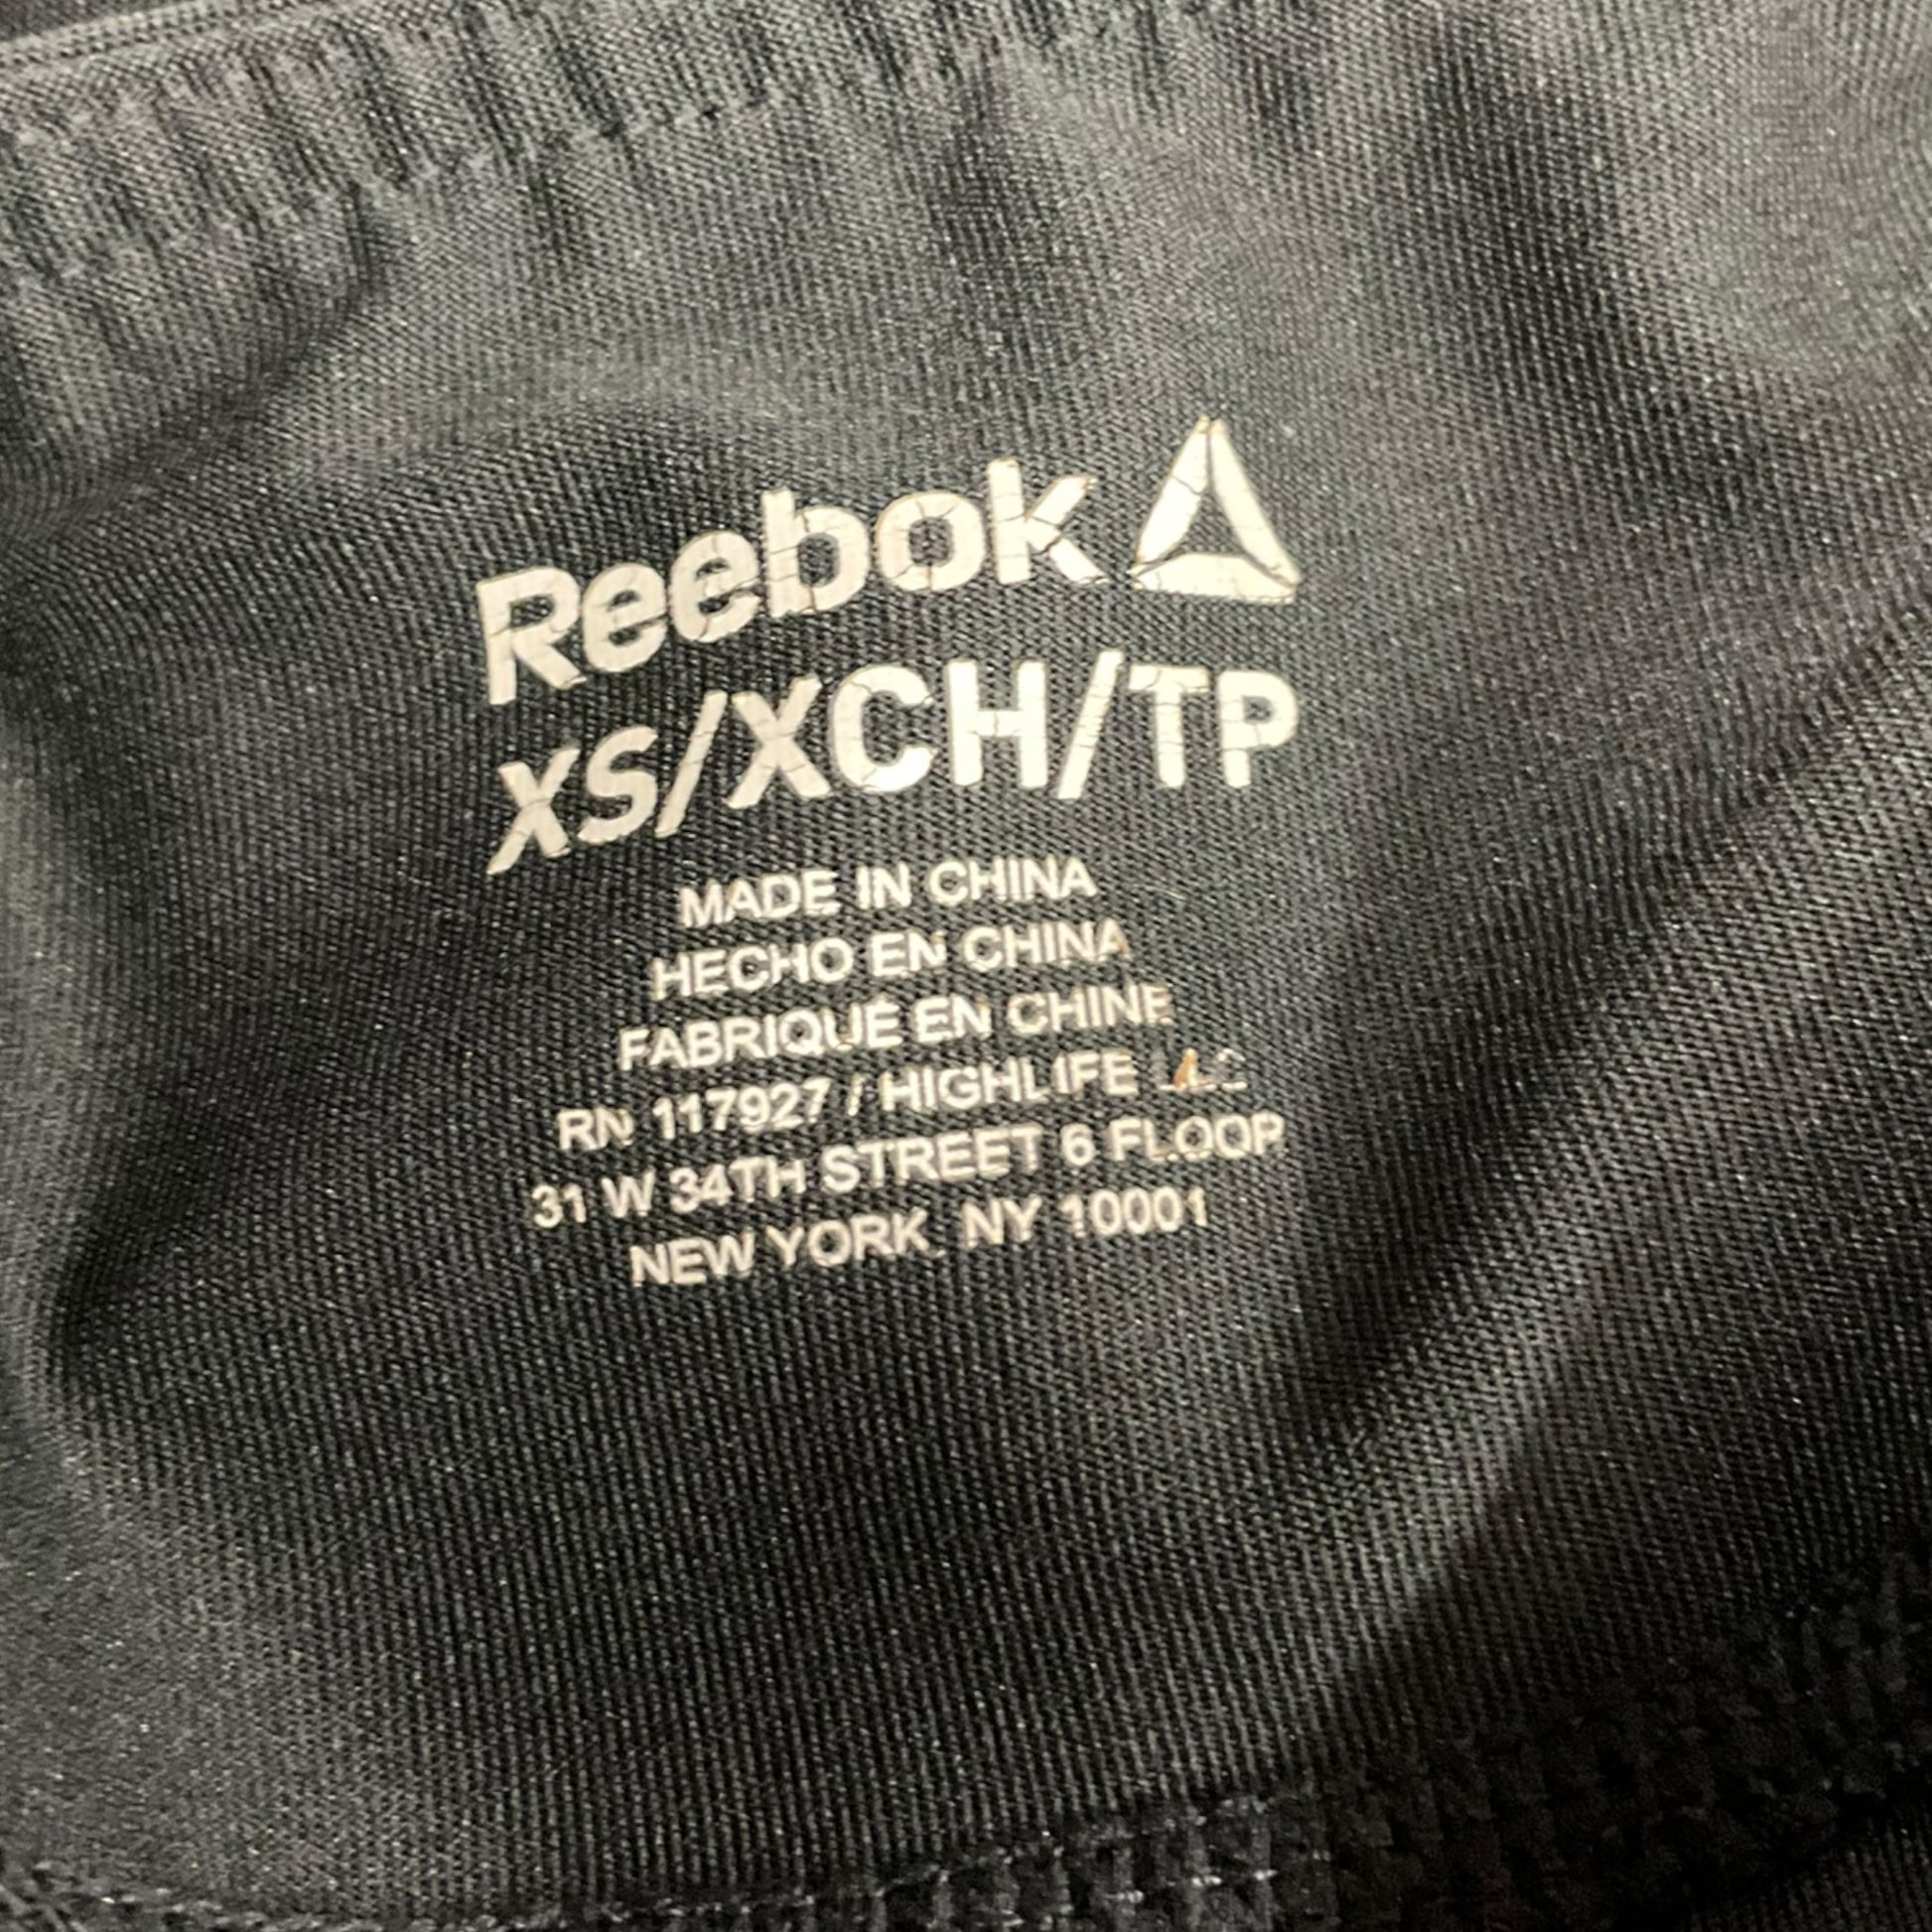 Reebok
XS/XCH/TP
MADE IN CHINA
HECHO EN CHINA
FABRIQUÉ EN CHINE
RN 117927 / HIGHLIFE LLC
31 W 34TH STREET 6 FLOOR
NEW YORK, NY 10001